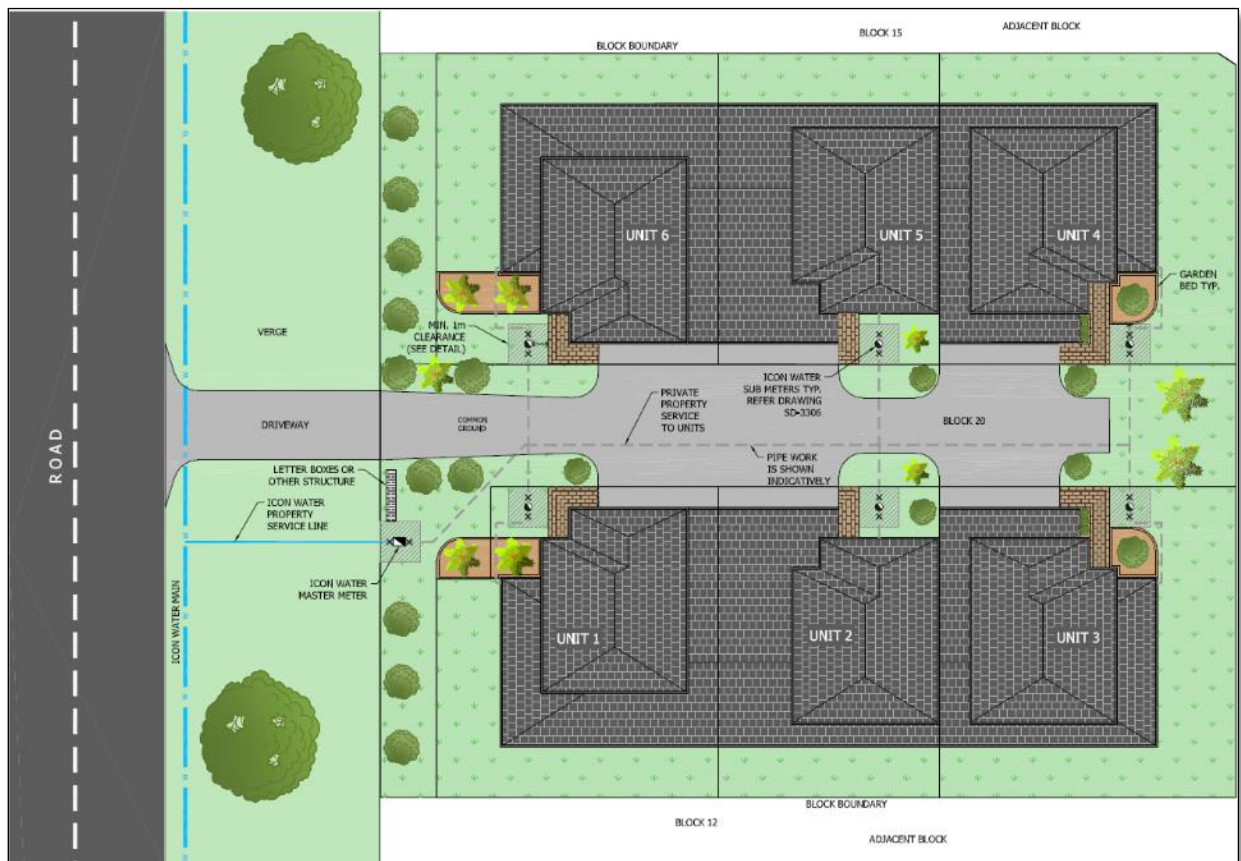 ADJACENT BLOCK
BLOCK 15
BLOCK BOUNDARY
UNIT 6
UNIT 5
UNIT 4
GARDEN
BED TYP.
VERGE
MIN. 1m
CLEARANCE
(SEE DETAIL)
ICON WATER
SUB METERS TYP.
REFER DRAWING
SD-3306
PRIVATE
PROPERTY
SERVICE
TO UNITS
DRIVEWAY
COMMON
GROUND
BLOCK 20
ROAD
PIPE WORK
IS SHOWN
INDICATIVELY
LETTER BOXES OR
OTHER STRUCTURE
ICON WATER
PROPERTY
SERVICE LINE
ICON WATER
MASTER METER
ICON WATER MAIN
UNIT 1
UNIT 2
UNIT 3
BLOCK BOUNDARY
BLOCK 12
ADJACENT BLOCK